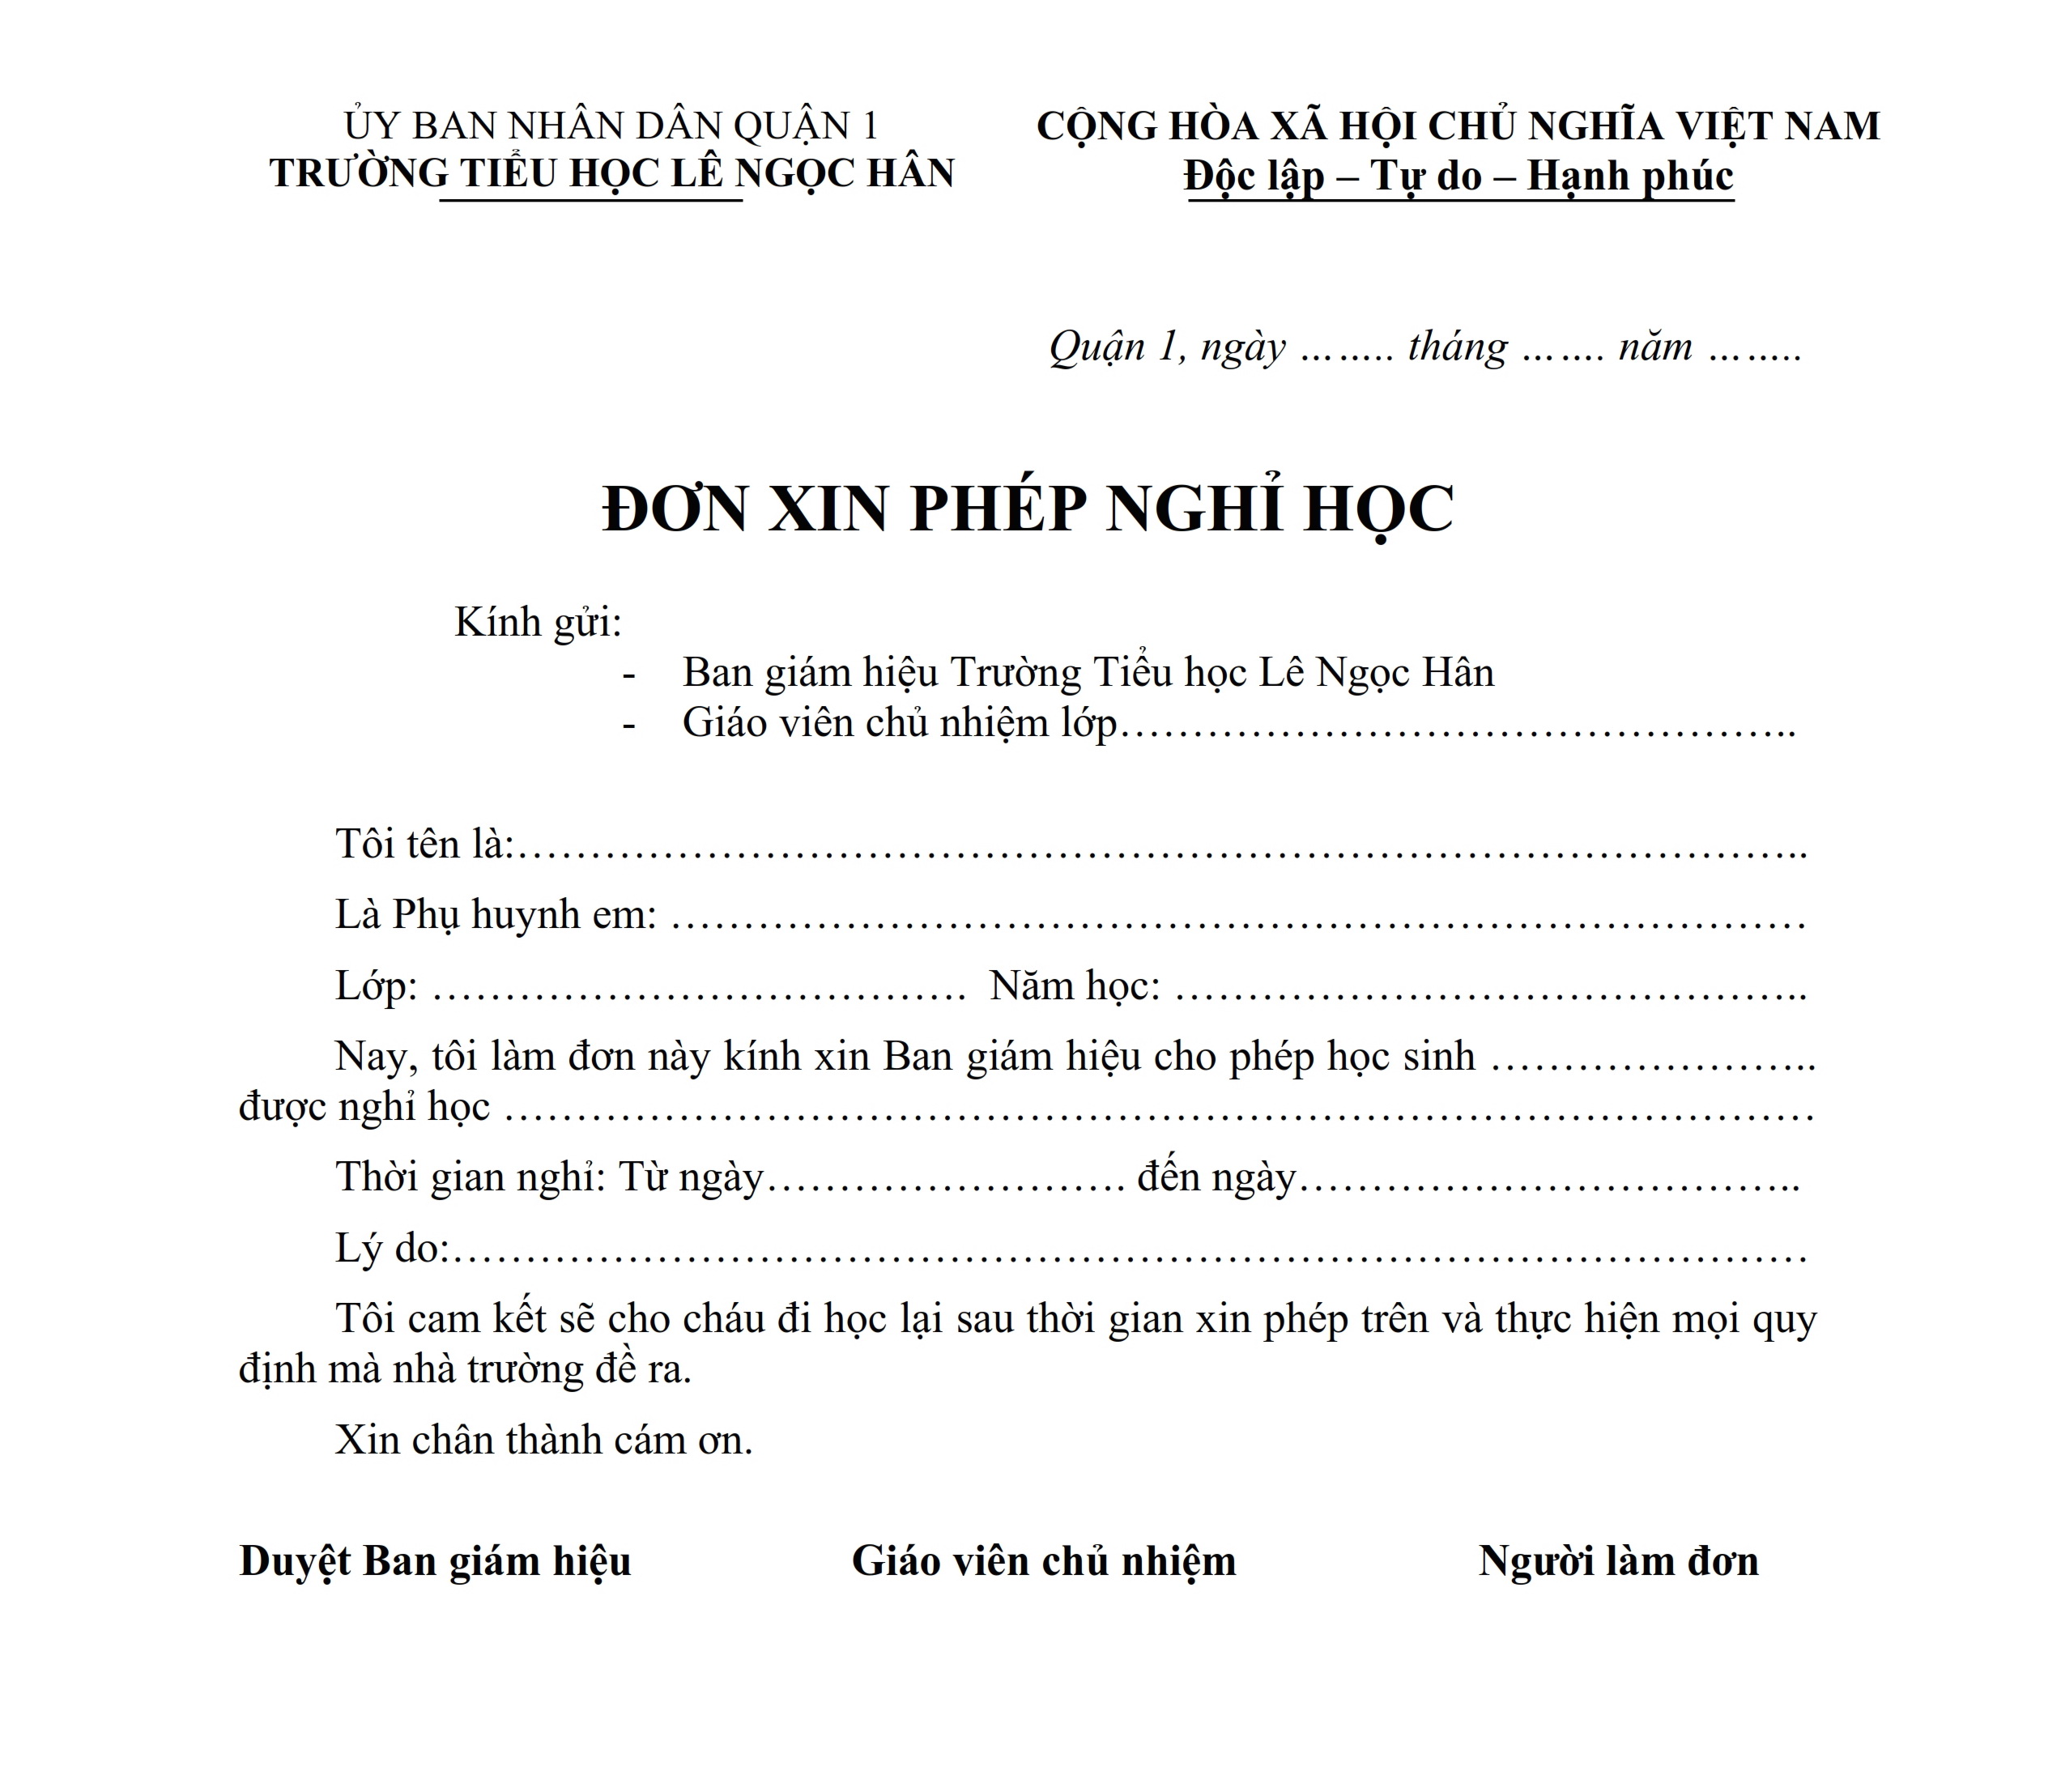 ỦY BAN NHÂN DÂN QUẬN 1
TRƯỜNG TIỂU HỌC LÊ NGỌC HÂN
CỘNG HÒA XÃ HỘI CHỦ NGHĨA VIỆT NAM
Độc lập – Tự do – Hạnh phúc
Quận 1, ngày …….. tháng ……. năm ……..
ĐƠN XIN PHÉP NGHỈ HỌC
Kính gửi:
- Ban giám hiệu Trường Tiểu học Lê Ngọc Hân
- Giáo viên chủ nhiệm lớp………………………………………..
Tôi tên là:……………………………………………………………………………..
Là Phụ huynh em: ……………………………………………………………………
Lớp: ………………………………. Năm học: ……………………………………..
Nay, tôi làm đơn này kính xin Ban giám hiệu cho phép học sinh …………………..
được nghỉ học ………………………………………………………………………………
Thời gian nghỉ: Từ ngày……………………. đến ngày……………………………..
Lý do:…………………………………………………………………………………
Tôi cam kết sẽ cho cháu đi học lại sau thời gian xin phép trên và thực hiện mọi quy
định mà nhà trường đề ra.
Xin chân thành cám ơn.
Duyệt Ban giám hiệu Giáo viên chủ nhiệm Người làm đơn